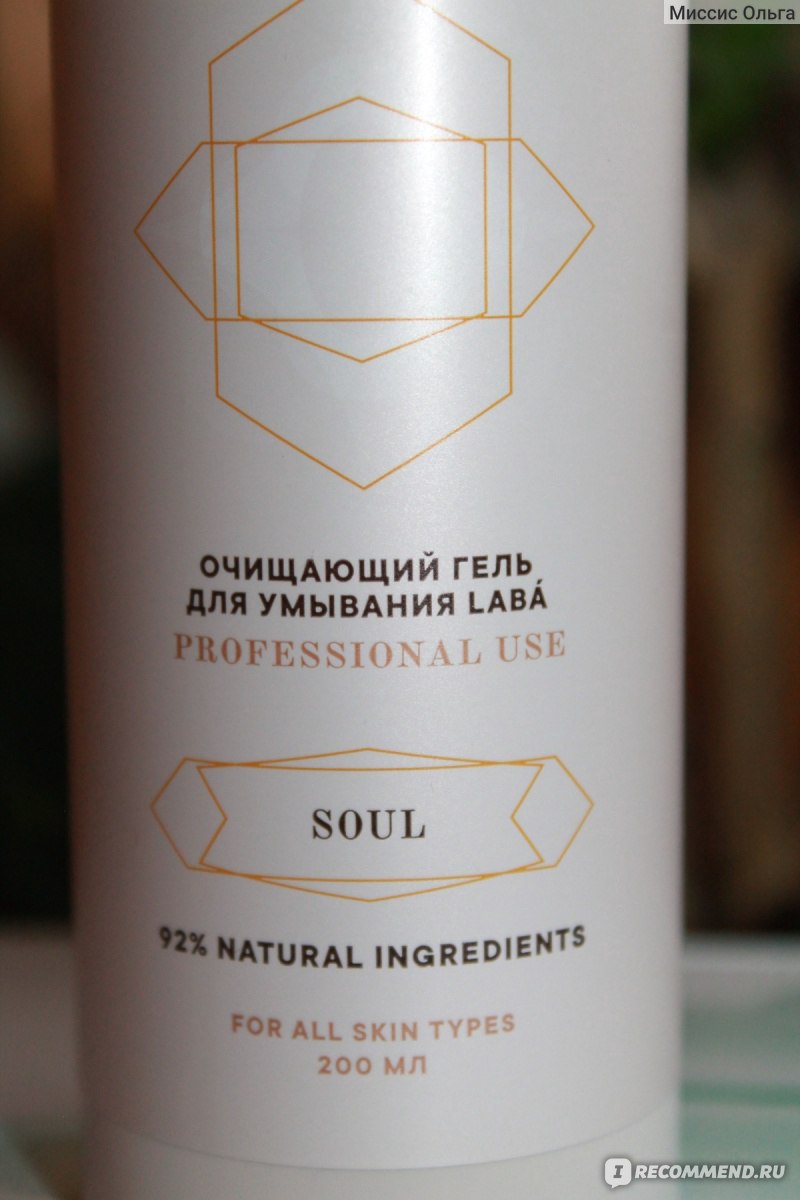 Миссис Ольга
ОЧИЩАЮЩИЙ ГЕЛЬ
ДЛЯ УМЫВАНИЯ LABÁ
PROFESSIONAL USE
SOUL
92% NATURAL INGREDIENTS
FOR ALL SKIN TYPES
200 МЛ
IRECOMMEND.RU